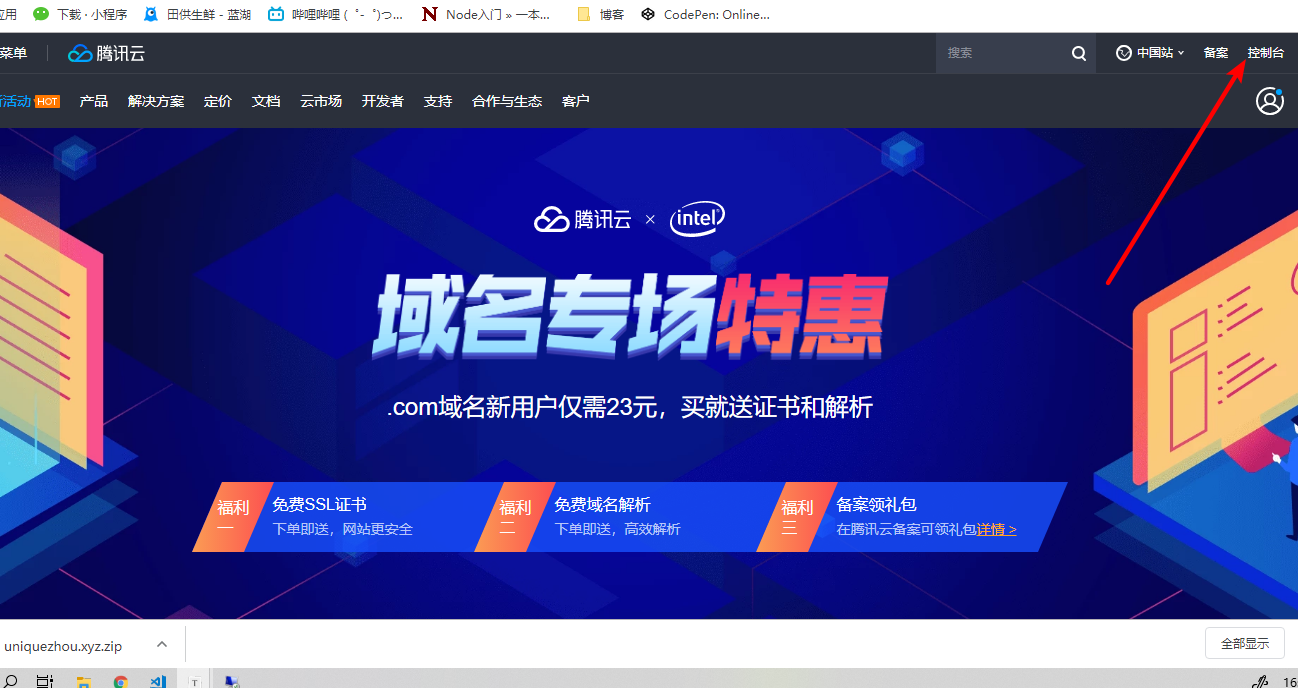 应用 下载 · 小程序 田供生鲜 - 蓝湖 哔哩哔哩 ( ゜- ゜)つ... Node入门 » 一本... 博客 CodePen: Online...
菜单 腾讯云 搜索 中国站 备案 控制台
新活动 HOT 产品 解决方案 定价 文档 云市场 开发者 支持 合作与生态 客户
腾讯云 × intel
域名专场特惠
.com域名新用户仅需23元，买就送证书和解析
福利一 免费SSL证书 福利二 免费域名解析 福利三 备案领礼包
下单即送，网站更安全 下单即送，高效解析 在腾讯云备案可领礼包详情 >
uniquezhou.xyz.zip 全部显示
T 16